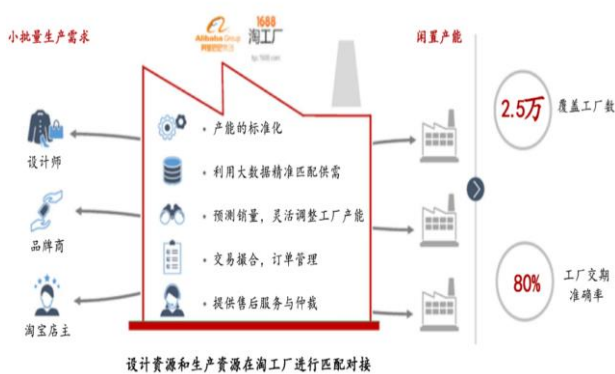 小批量生产需求
Alibaba Group
阿里巴巴集团
1688
淘工厂
tgc.1688.com
闲置产能
设计师
品牌商
淘宝店主
• 产能的标准化
• 利用大数据精准匹配供需
• 预测销量，灵活调整工厂产能
• 交易撮合，订单管理
• 提供售后服务与仲裁
2.5万
覆盖工厂数
80%
工厂交期
准确率
设计资源和生产资源在淘工厂进行匹配对接